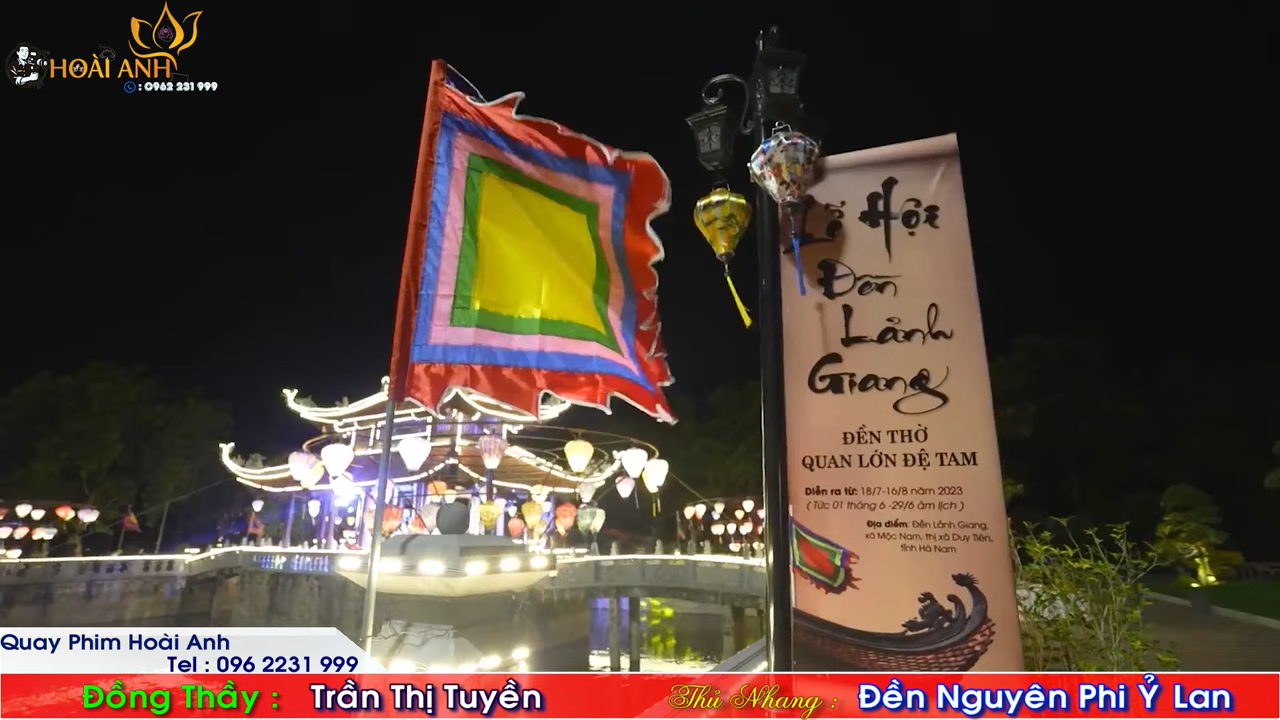 HOÀI ANH
: 0962 231 999
Lễ Hội
Đền
Lảnh
Giang
ĐỀN THỜ
QUAN LỚN ĐỆ TAM
Diễn ra từ: 18/7-16/8 năm 2023
( Tức 01 tháng 6 -29/6 âm lịch )
Địa điểm: Đền Lảnh Giang,
xã Mộc Nam, thị xã Duy Tiên,
tỉnh Hà Nam
Quay Phim Hoài Anh
Tel : 096 2231 999
Đồng Thầy : Trần Thị Tuyền
Thủ Nhang : Đền Nguyên Phi Ỷ Lan